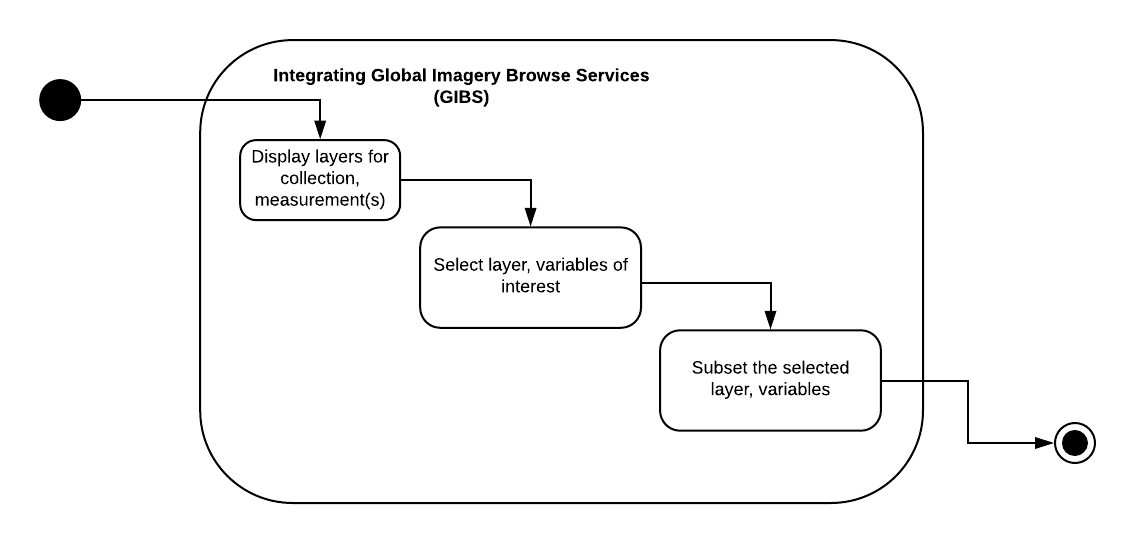 Integrating Global Imagery Browse Services
(GIBS)
Display layers for
collection,
measurement(s)
Select layer, variables of
interest
Subset the selected
layer, variables